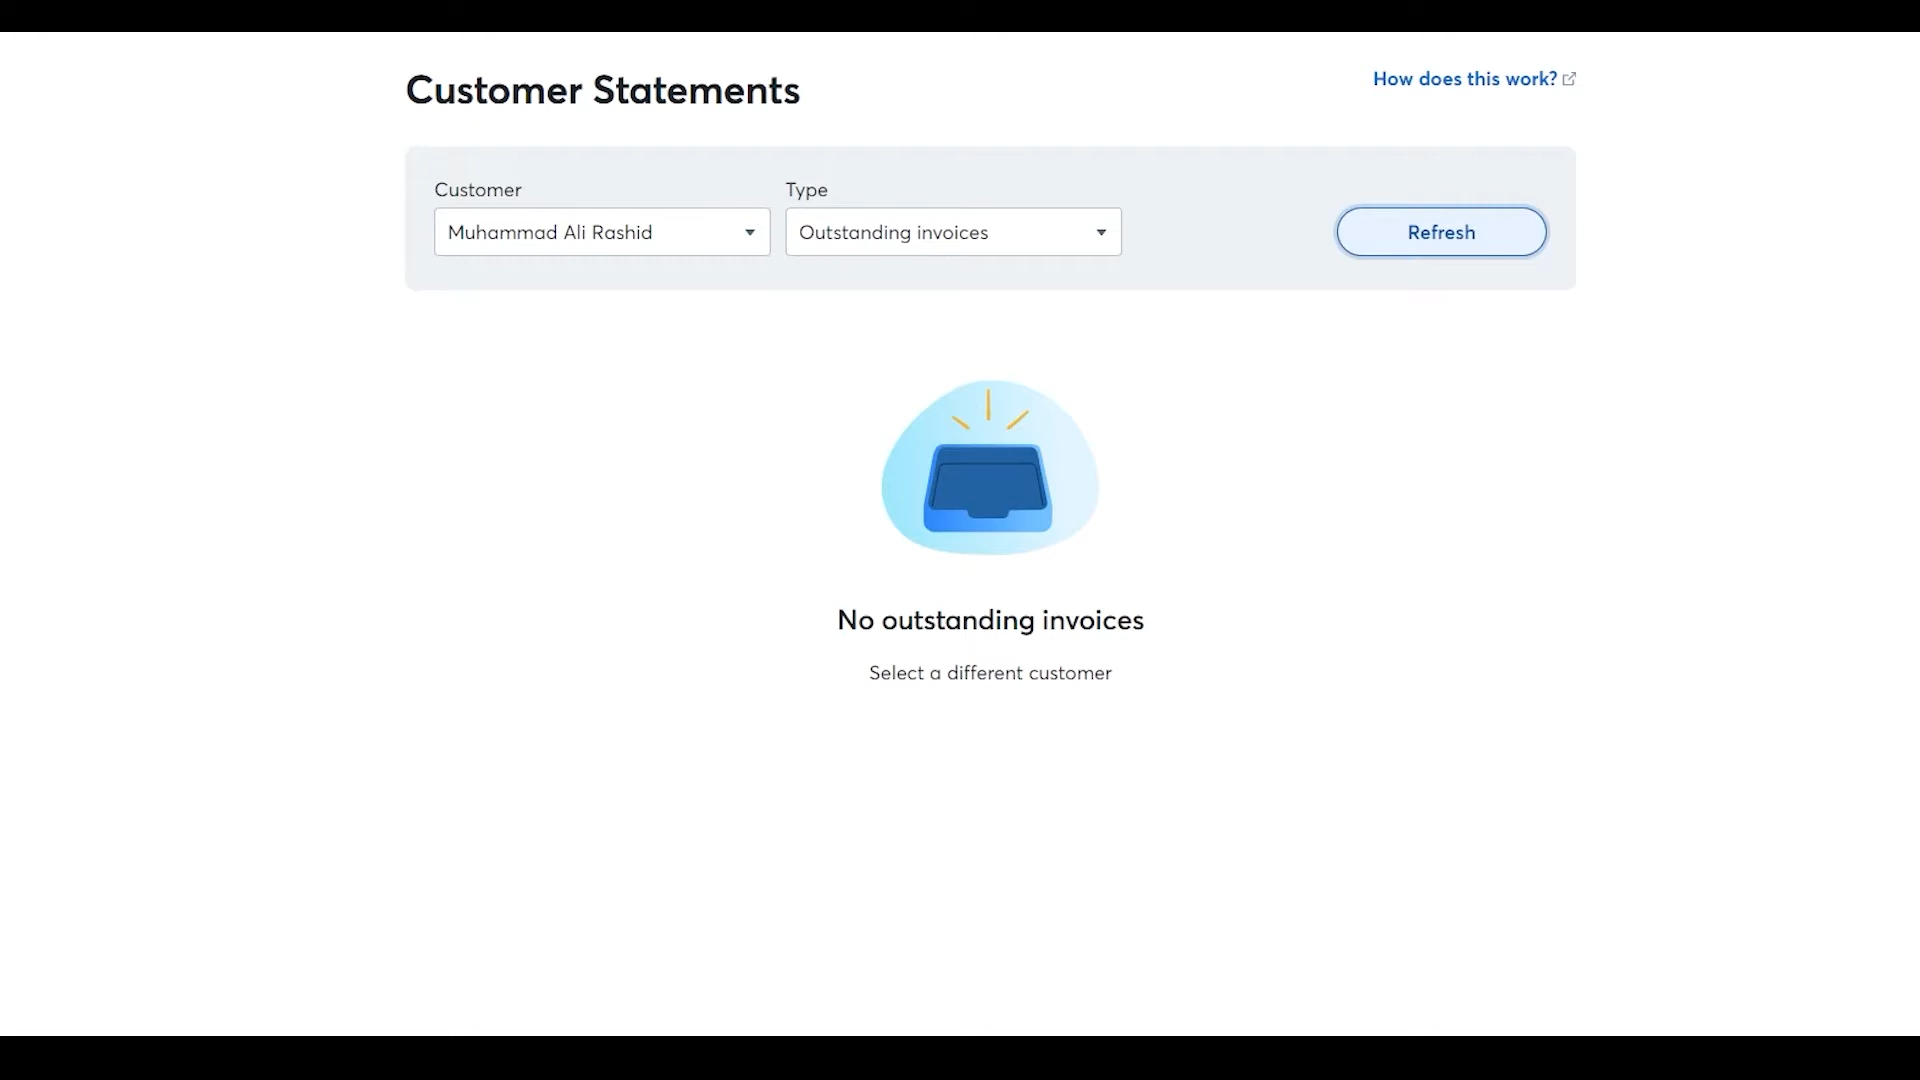 Customer Statements
How does this work?
Customer
Type
Muhammad Ali Rashid
Outstanding invoices
Refresh
No outstanding invoices
Select a different customer